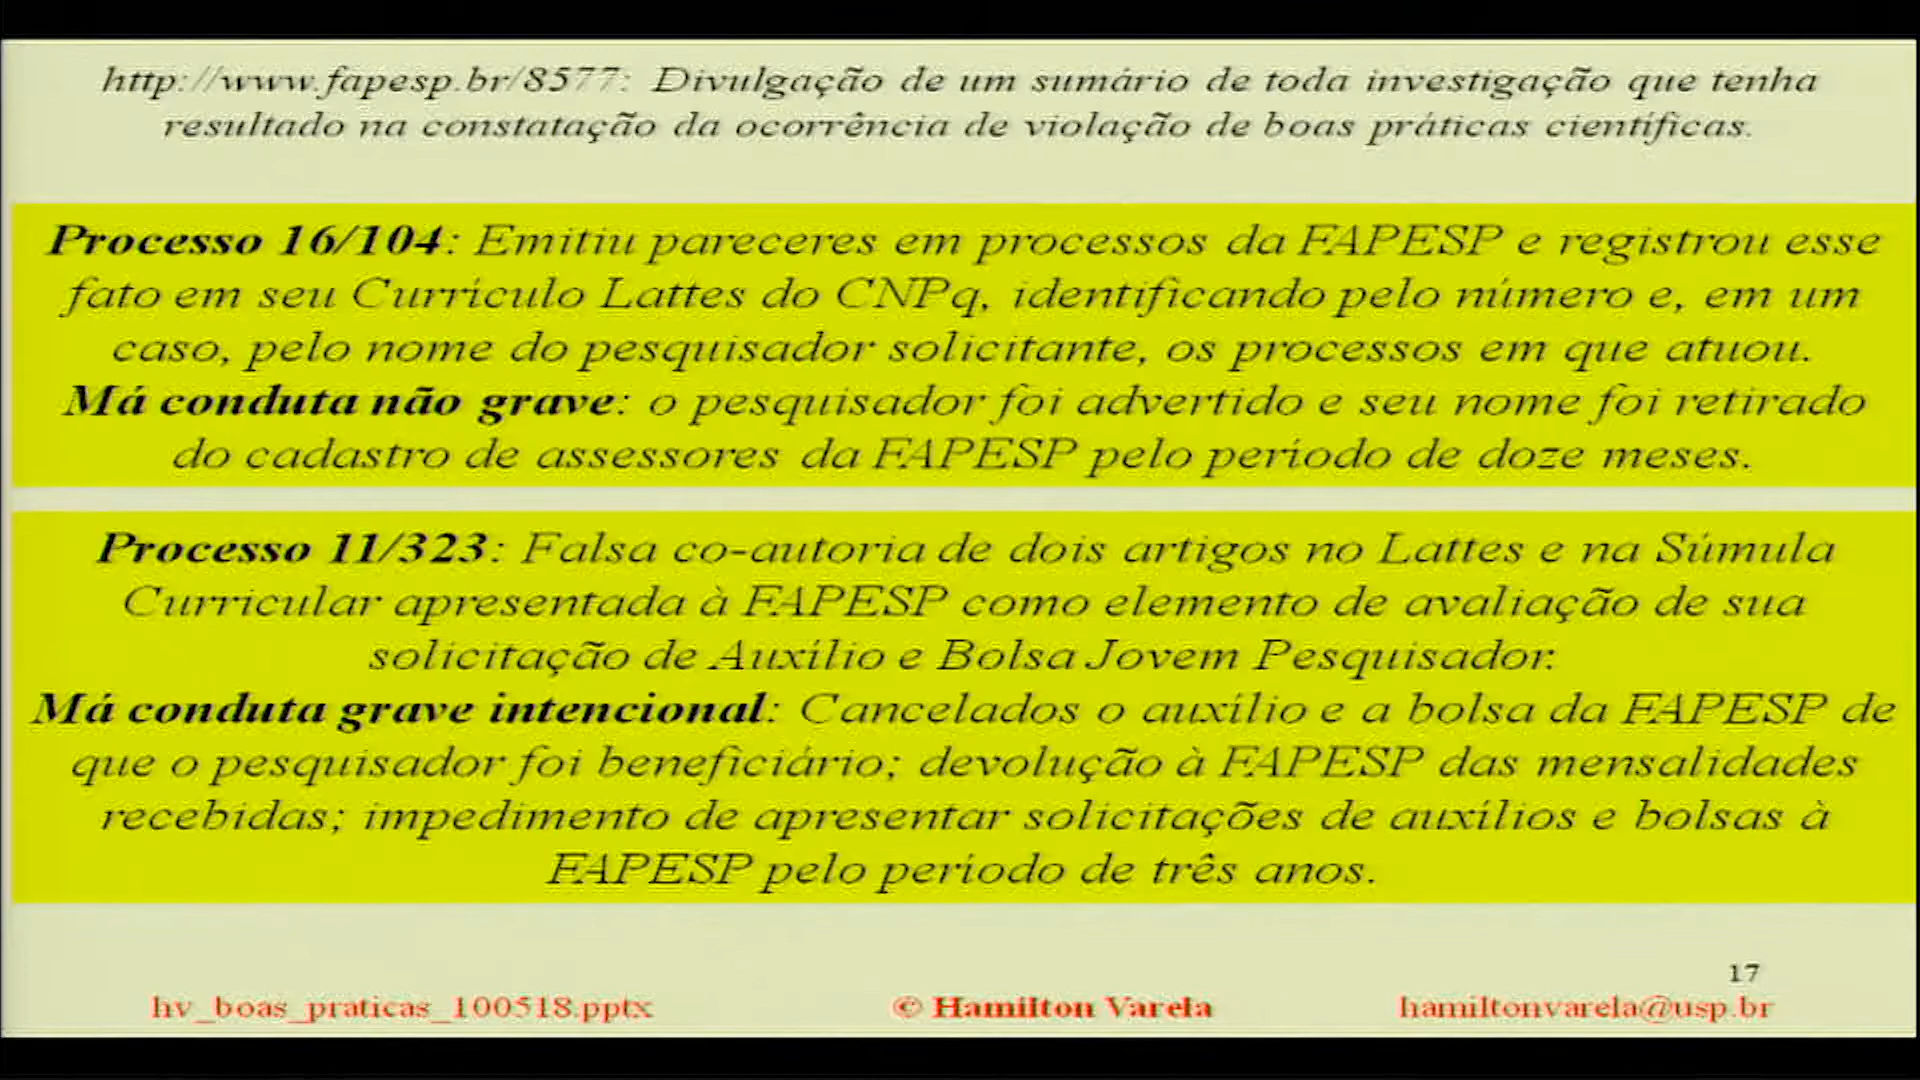 http://www.fapesp.br/8577: Divulgação de um sumário de toda investigação que tenha
resultado na constatação da ocorrência de violação de boas práticas científicas.
Processo 16/104: Emitiu pareceres em processos da FAPESP e registrou esse
fato em seu Currículo Lattes do CNPq, identificando pelo número e, em um
caso, pelo nome do pesquisador solicitante, os processos em que atuou.
Má conduta não grave: o pesquisador foi advertido e seu nome foi retirado
do cadastro de assessores da FAPESP pelo período de doze meses.
Processo 11/323: Falsa co-autoria de dois artigos no Lattes e na Súmula
Curricular apresentada à FAPESP como elemento de avaliação de sua
solicitação de Auxílio e Bolsa Jovem Pesquisador.
Má conduta grave intencional: Cancelados o auxílio e a bolsa da FAPESP de
que o pesquisador foi beneficiário; devolução à FAPESP das mensalidades
recebidas; impedimento de apresentar solicitações de auxílios e bolsas à
FAPESP pelo período de três anos.
17
hv_boas_praticas_100518.pptx © Hamilton Varela hamiltonvarela@usp.br